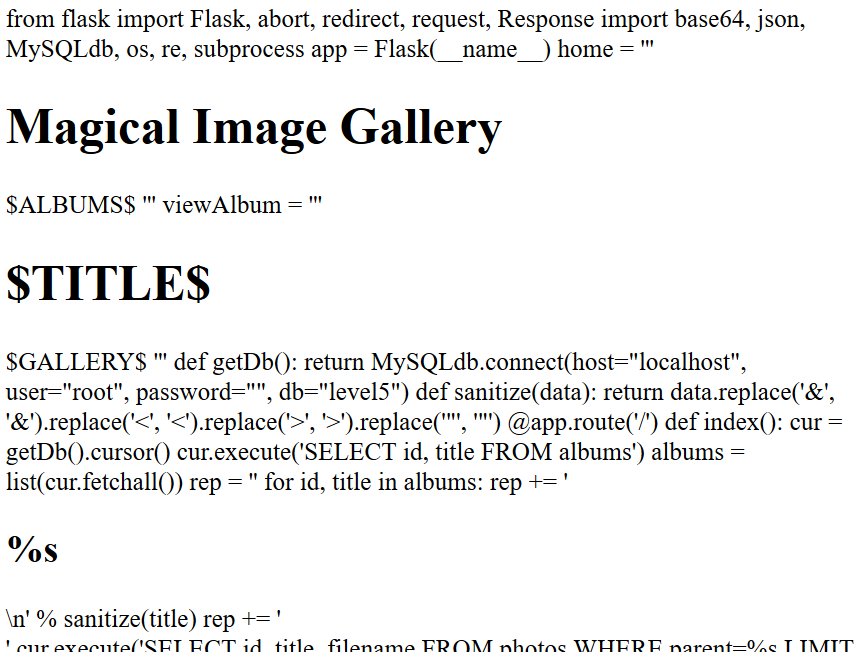 from flask import Flask, abort, redirect, request, Response import base64, json,
MySQLdb, os, re, subprocess app = Flask(__name__) home = '''
Magical Image Gallery
$ALBUMS$ ''' viewAlbum = '''
$TITLE$
$GALLERY$ ''' def getDb(): return MySQLdb.connect(host="localhost",
user="root", password="", db="level5") def sanitize(data): return data.replace('&',
'&').replace('<', '<').replace('>', '>').replace('"', '"') @app.route('/') def index(): cur =
getDb().cursor() cur.execute('SELECT id, title FROM albums') albums =
list(cur.fetchall()) rep = '' for id, title in albums: rep += '
%s
\n' % sanitize(title) rep += '
' cur.execute('SELECT id, title, filename FROM photos WHERE parent=%s LIMIT